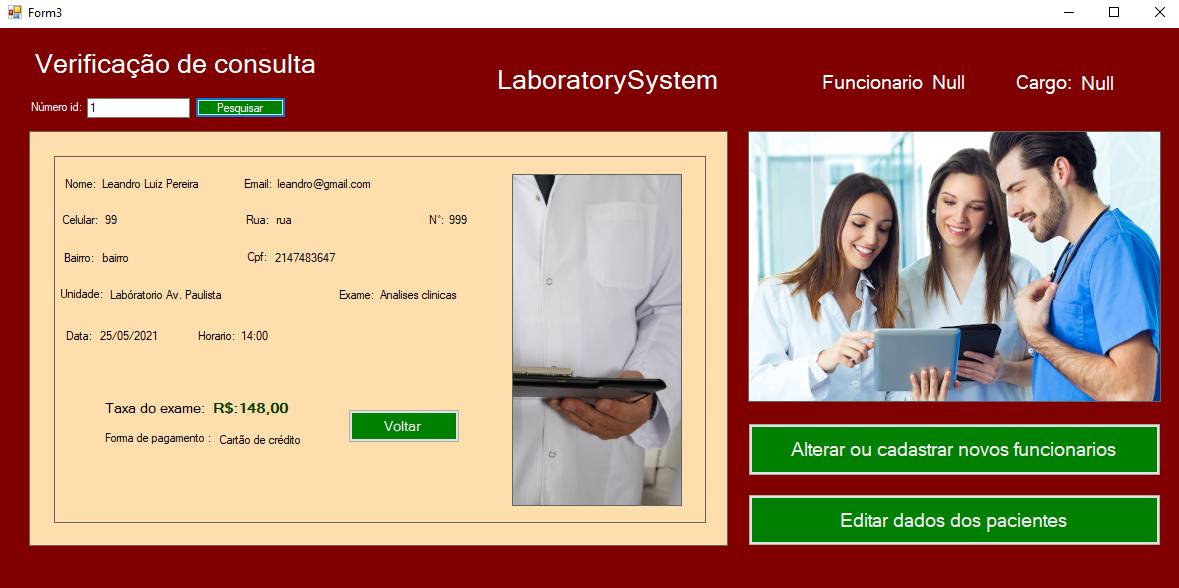 Form3
Verificação de consulta
LaboratorySystem
Funcionario Null
Cargo: Null
Número id: 1 Pesquisar
Nome: Leandro Luiz Pereira Email: leandro@gmail.com
Celular: 99 Rua: rua N°: 999
Bairro: bairro Cpf: 2147483647
Unidade: Labóratorio Av. Paulista Exame: Analises clinicas
Data: 25/05/2021 Horario: 14:00
Taxa do exame: R$:148,00
Forma de pagamento : Cartão de crédito
Voltar
Alterar ou cadastrar novos funcionarios
Editar dados dos pacientes